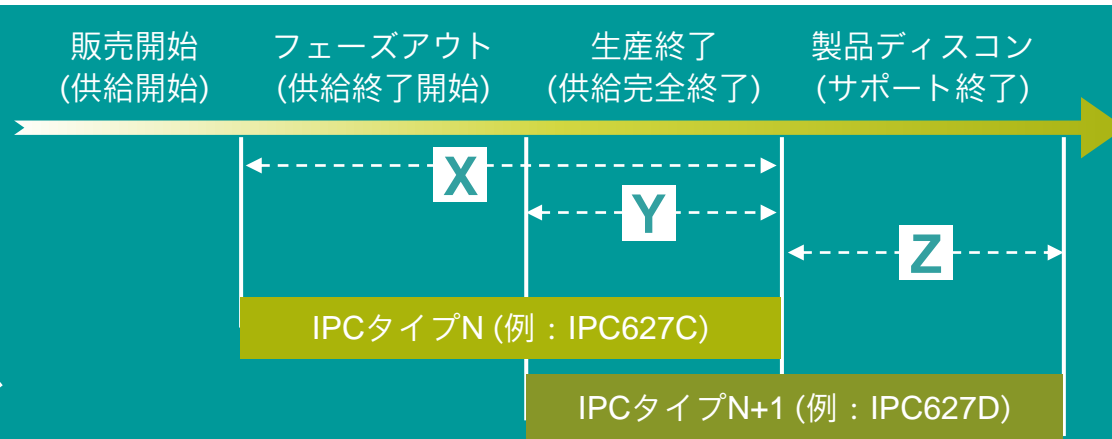 販売開始
(供給開始)
フェーズアウト
(供給終了開始)
生産終了
(供給完全終了)
製品ディスコン
(サポート終了)
X
Y
Z
IPCタイプN (例：IPC627C)
IPCタイプN+1 (例：IPC627D)